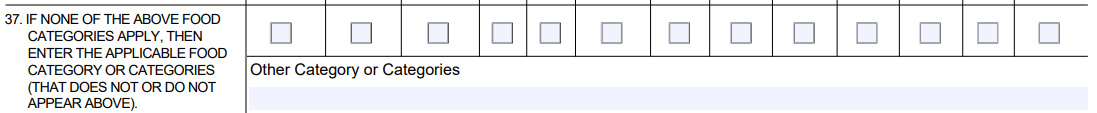 37. IF NONE OF THE ABOVE FOOD
CATEGORIES APPLY, THEN
ENTER THE APPLICABLE FOOD
CATEGORY OR CATEGORIES
(THAT DOES NOT OR DO NOT
APPEAR ABOVE).
Other Category or Categories